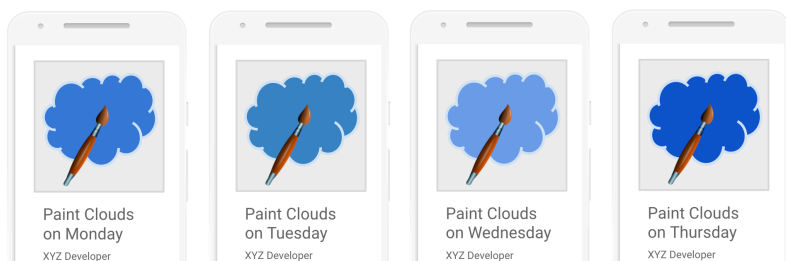 Paint Clouds
on Monday
XYZ Developer
Paint Clouds
on Tuesday
XYZ Developer
Paint Clouds
on Wednesday
XYZ Developer
Paint Clouds
on Thursday
XYZ Developer